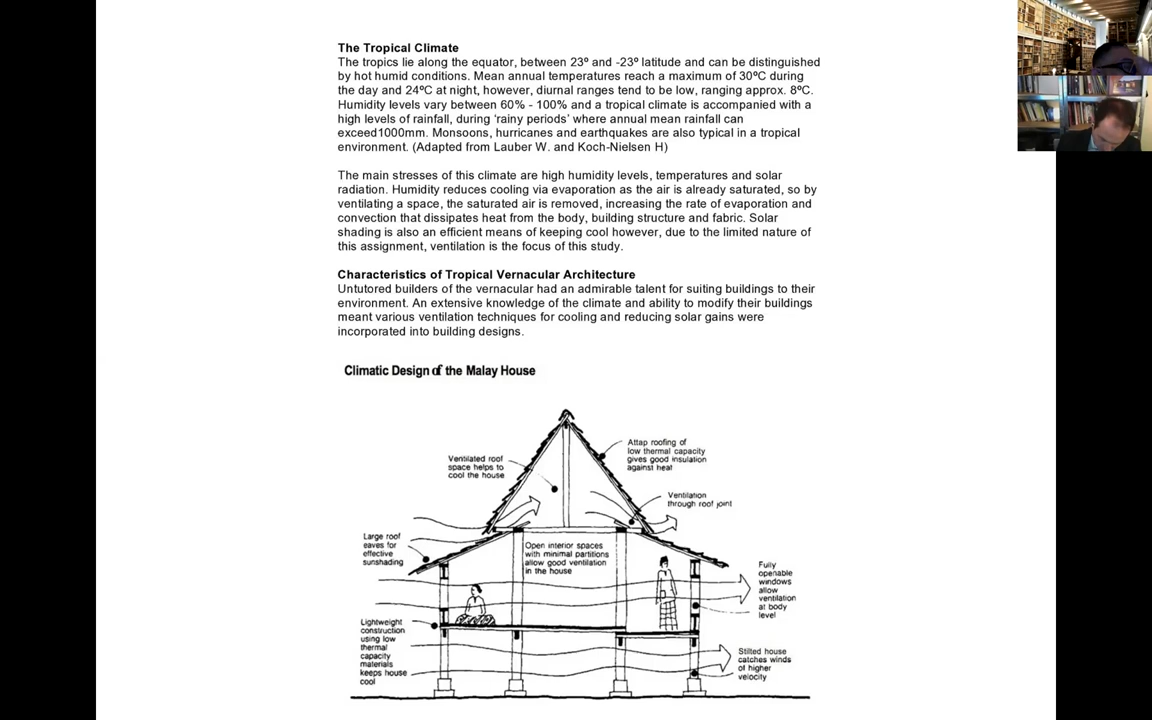 The Tropical Climate
The tropics lie along the equator, between 23º and -23º latitude and can be distinguished
by hot humid conditions. Mean annual temperatures reach a maximum of 30ºC during
the day and 24ºC at night, however, diurnal ranges tend to be low, ranging approx. 8ºC.
Humidity levels vary between 60% - 100% and a tropical climate is accompanied with a
high levels of rainfall, during ‘rainy periods’ where annual mean rainfall can
exceed1000mm. Monsoons, hurricanes and earthquakes are also typical in a tropical
environment. (Adapted from Lauber W. and Koch-Nielsen H)
The main stresses of this climate are high humidity levels, temperatures and solar
radiation. Humidity reduces cooling via evaporation as the air is already saturated, so by
ventilating a space, the saturated air is removed, increasing the rate of evaporation and
convection that dissipates heat from the body, building structure and fabric. Solar
shading is also an efficient means of keeping cool however, due to the limited nature of
this assignment, ventilation is the focus of this study.
Characteristics of Tropical Vernacular Architecture
Untutored builders of the vernacular had an admirable talent for suiting buildings to their
environment. An extensive knowledge of the climate and ability to modify their buildings
meant various ventilation techniques for cooling and reducing solar gains were
incorporated into building designs.
Climatic Design of the Malay House
Ventilated roof
space helps to
cool the house
Attap roofing of
low thermal capacity
gives good insulation
against heat
Ventilation
through roof joint
Large roof
eaves for
effective
sunshading
Open interior spaces
with minimal partitions
allow good ventilation
in the house
Fully
openable
windows
allow
ventilation
at body
level
Lightweight
construction
using low
thermal
capacity
materials
keeps house
cool
Stilted house
catches winds
of higher
velocity